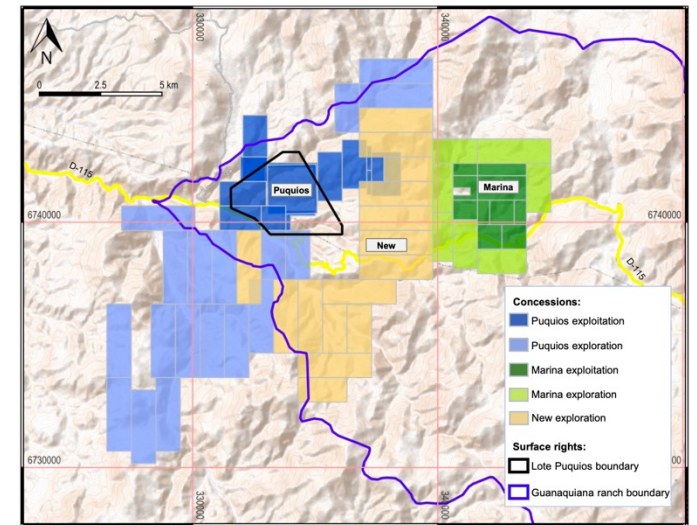 330000
340000
N
0 2.5 5 km
D-115
Puquios
Marina
6740000
6740000
New
D-115
Concessions:
Puquios exploitation
Puquios exploration
Marina exploitation
Marina exploration
New exploration
Surface rights:
Lote Puquios boundary
Guanaquiana ranch boundary
6730000
00
330000
340000